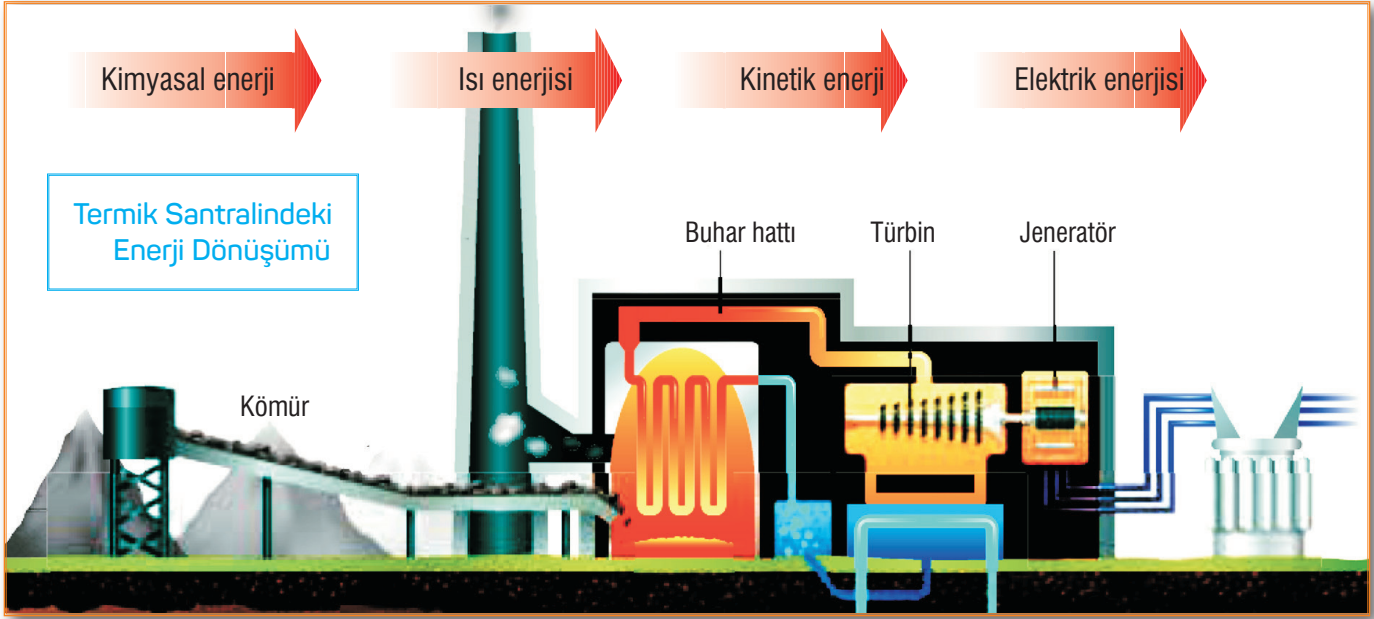 Kimyasal enerji
Isı enerjisi
Kinetik enerji
Elektrik enerjisi
Termik Santralindeki
Enerji Dönüşümü
Buhar hattı
Türbin
Jeneratör
Kömür